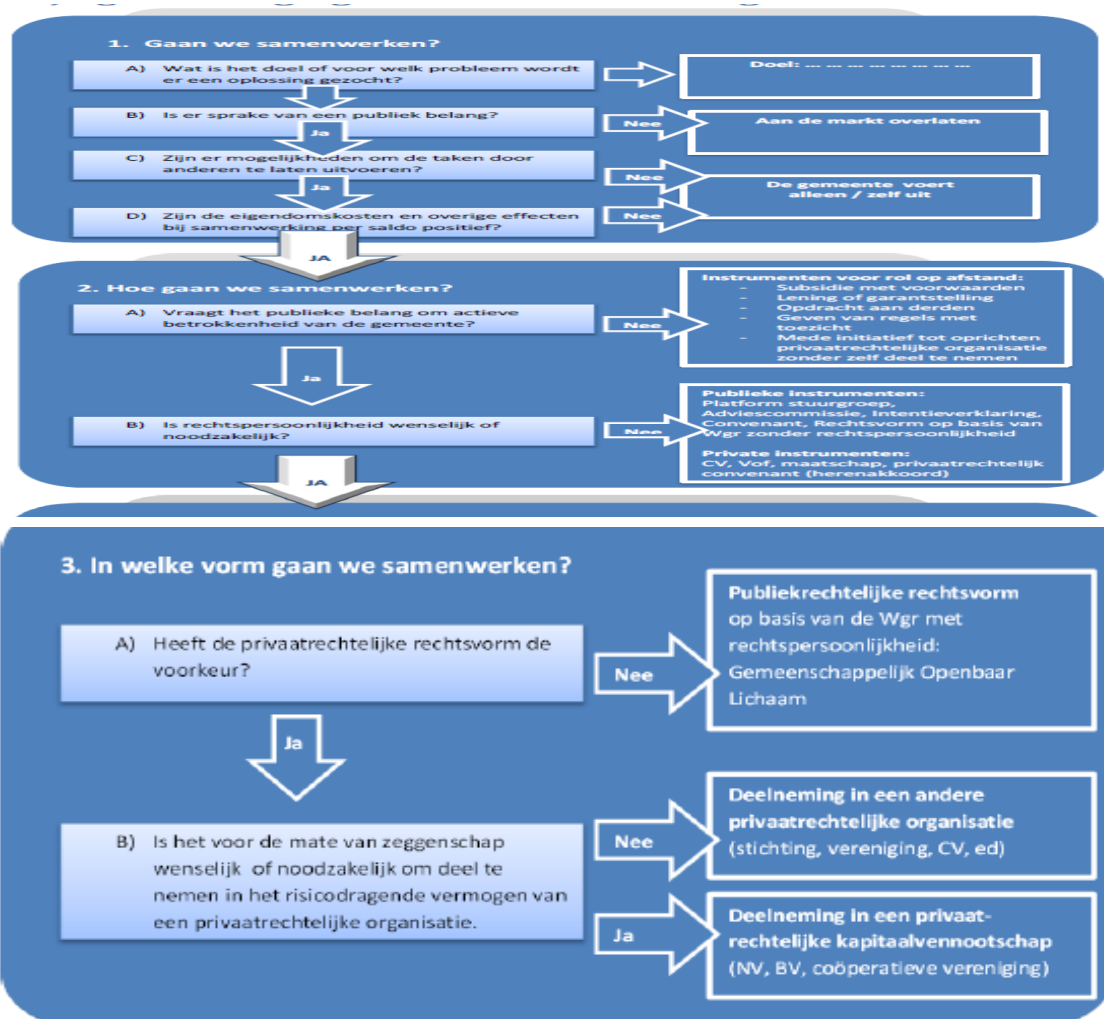 1. Gaan we samenwerken?
A) Wat is het doel of voor welk probleem wordt
er een oplossing gezocht?
Doel: ... ... ... ... ... ... ... ...
B) Is er sprake van een publiek belang?
Nee
Aan de markt overlaten
Ja
C) Zijn er mogelijkheden om de taken door
anderen te laten uitvoeren?
Nee
De gemeente voert
alleen / zelf uit
Ja
D) Zijn de eigendomskosten en overige effecten
bij samenwerking per saldo positief?
Nee
JA
2. Hoe gaan we samenwerken?
A) Vraagt het publieke belang om actieve
betrokkenheid van de gemeente?
Nee
Instrumenten voor rol op afstand:
- Subsidie met voorwaarden
- Lening of garantstelling
- Opdracht aan derden
- Geven van regels met
toezicht
- Mede initiatief tot oprichten
privaatrechtelijke organisatie
zonder zelf deel te nemen
Ja
B) Is rechtspersoonlijkheid wenselijk of
noodzakelijk?
Nee
Publieke instrumenten:
Platform stuurgroep,
Adviescommissie, Intentieverklaring,
Convenant, Rechtsvorm op basis van
Wgr zonder rechtspersoonlijkheid
Private instrumenten:
CV, Vof, maatschap, privaatrechtelijk
convenant (herenakkoord)
JA
3. In welke vorm gaan we samenwerken?
A) Heeft de privaatrechtelijke rechtsvorm de
voorkeur?
Nee
Publiekrechtelijke rechtsvorm
op basis van de Wgr met
rechtspersoonlijkheid:
Gemeenschappelijk Openbaar
Lichaam
Ja
B) Is het voor de mate van zeggenschap
wenselijk of noodzakelijk om deel te
nemen in het risicodragende vermogen van
een privaatrechtelijke organisatie.
Nee
Deelneming in een andere
privaatrechtelijke organisatie
(stichting, vereniging, CV, ed)
Ja
Deelneming in een privaat-
rechtelijke kapitaalvennootschap
(NV, BV, coöperatieve vereniging)